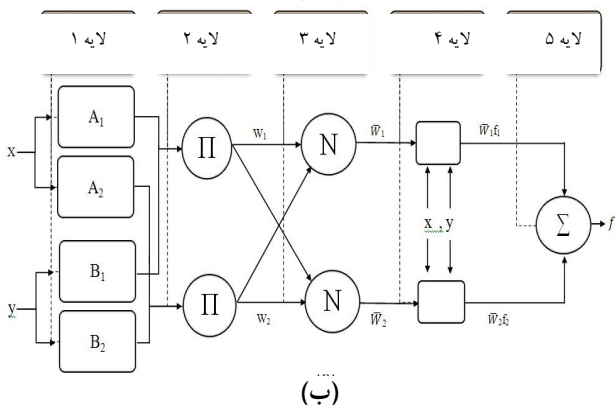 لایه ۱
لایه ۲
لایه ۳
لایه ۴
لایه ۵
A₁
x
A₂
B₁
y
B₂
Π
Π
w₁
w₂
N
N
W̅₁
W̅₂
x , y
W̅₁f₁
W̅₂f₂
Σ
f
(ب)